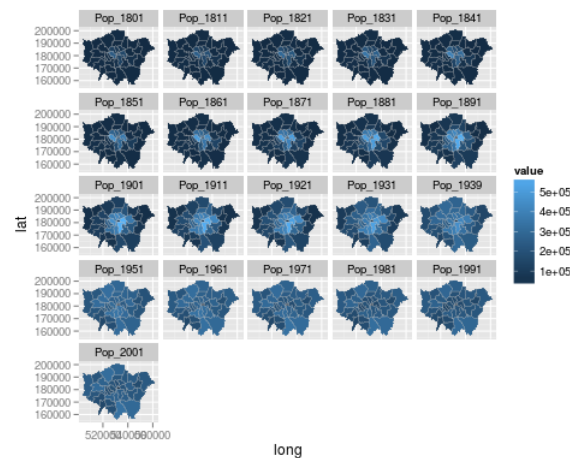 Pop_1801 Pop_1811 Pop_1821 Pop_1831 Pop_1841
200000
190000
180000
170000
160000
Pop_1851 Pop_1861 Pop_1871 Pop_1881 Pop_1891
200000
190000
180000
170000
160000
value
5e+05
4e+05
3e+05
2e+05
1e+05
Pop_1901 Pop_1911 Pop_1921 Pop_1931 Pop_1939
200000
190000
180000
170000
160000
lat
Pop_1951 Pop_1961 Pop_1971 Pop_1981 Pop_1991
200000
190000
180000
170000
160000
Pop_2001
200000
190000
180000
170000
160000
long